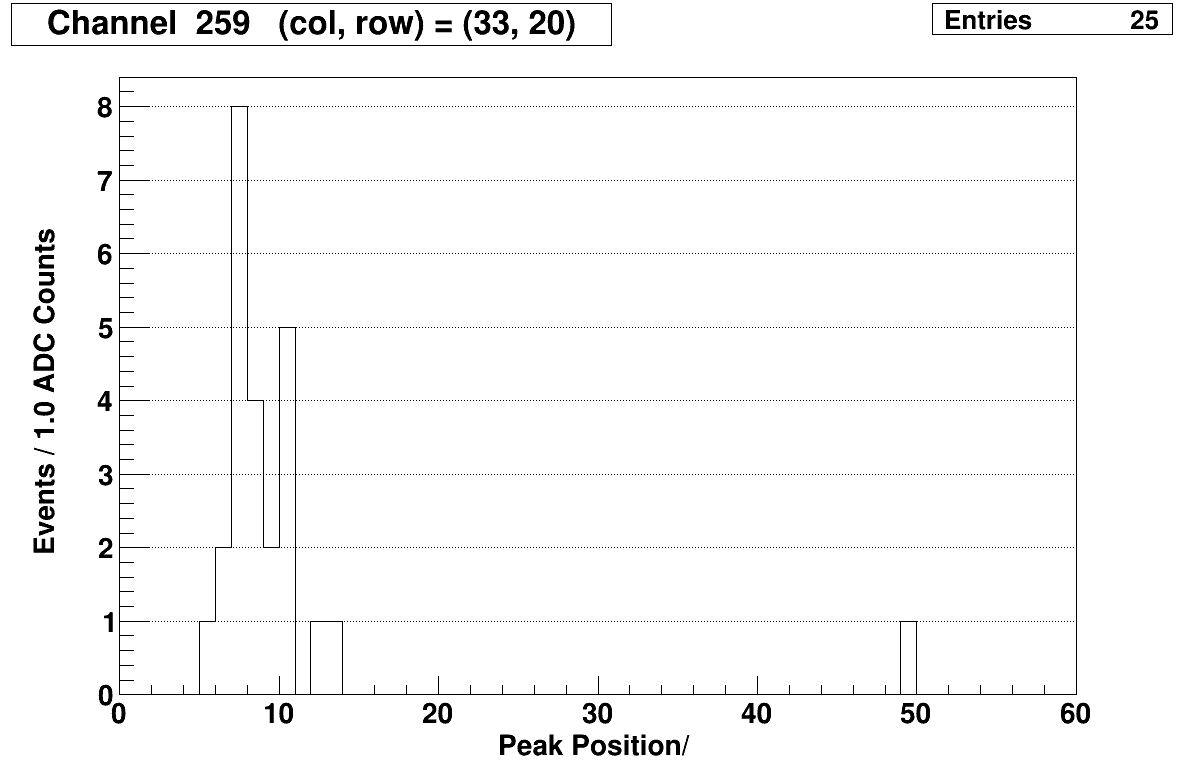 Channel 259 (col, row) = (33, 20)
Entries 25
8
7
6
5
4
3
2
1
0
Events / 1.0 ADC Counts
0 10 20 30 40 50 60
Peak Position/